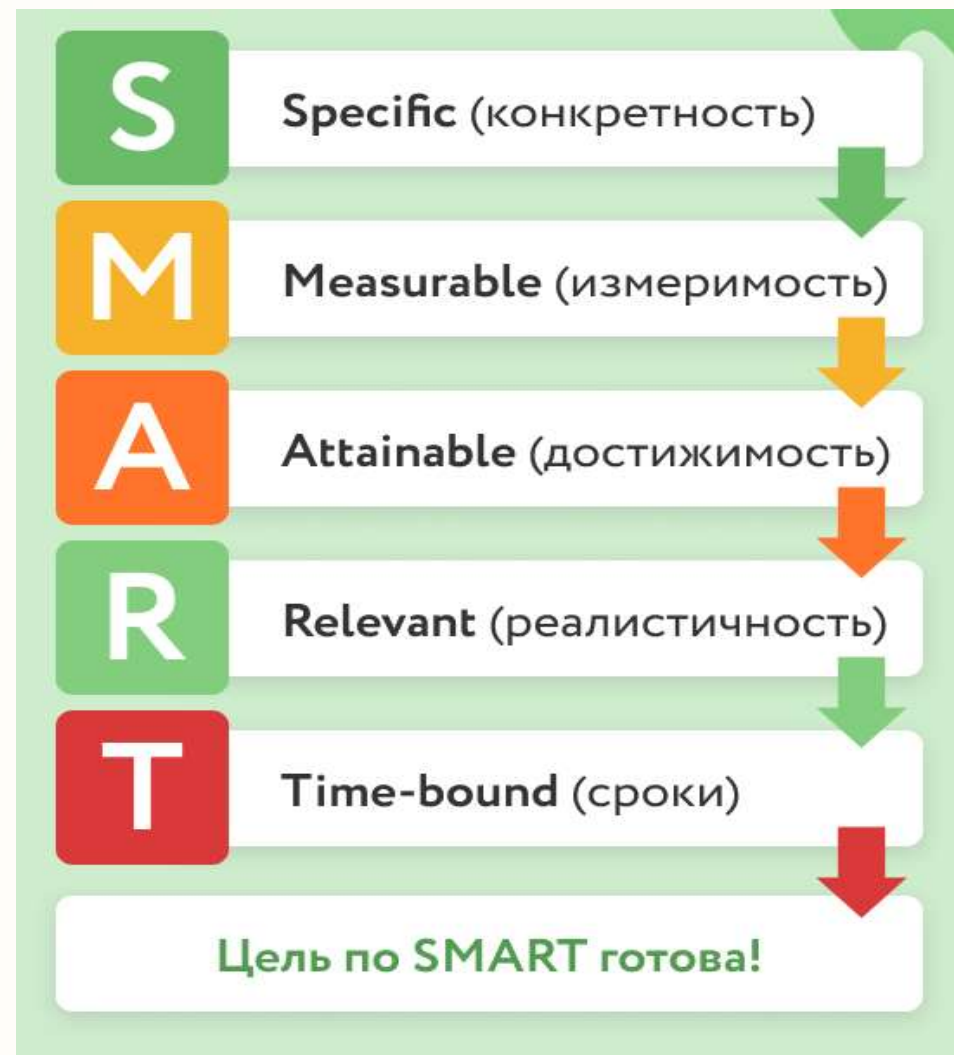 S
Specific (конкретность)
M
Measurable (измеримость)
A
Attainable (достижимость)
R
Relevant (реалистичность)
T
Time-bound (сроки)
Цель по SMART готова!